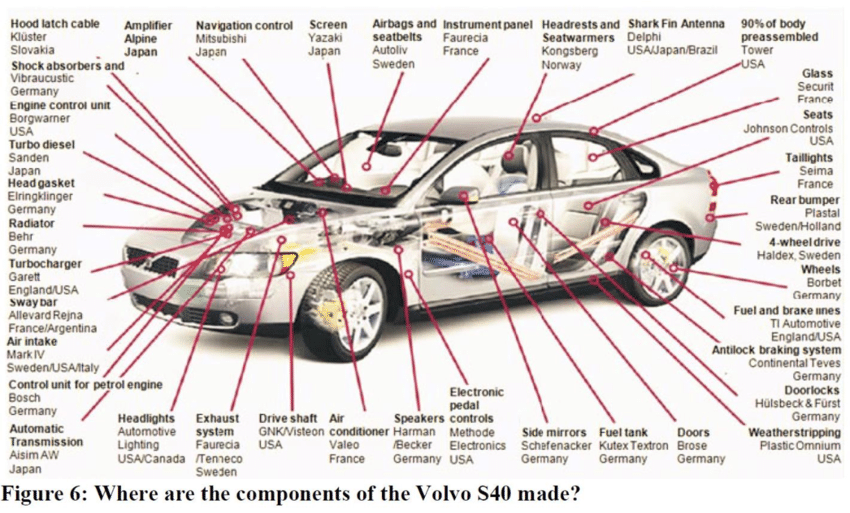 Hood latch cable
Klüster
Slovakia
Shock absorbers and
Vibraucustic
Germany
Engine control unit
Borgwarner
USA
Turbo diesel
Sanden
Japan
Head gasket
Elringklinger
Germany
Radiator
Behr
Germany
Turbocharger
Garett
England/USA
Sway bar
Allevard Rejna
France/Argentina
Air intake
Mark IV
Sweden/USA/Italy
Control unit for petrol engine
Bosch
Germany
Automatic
Transmission
Aisim AW
Japan
Amplifier
Alpine
Japan
Navigation control
Mitsubishi
Japan
Screen
Yazaki
Japan
Airbags and
seatbelts
Autoliv
Sweden
Instrument panel
Faurecia
France
Headrests and
Seatwarmers
Kongsberg
Norway
Shark Fin Antenna
Delphi
USA/Japan/Brazil
90% of body
preassembled
Tower
USA
Glass
Securit
France
Seats
Johnson Controls
USA
Taillights
Seima
France
Rear bumper
Plastal
Sweden/Holland
4-wheel drive
Haldex, Sweden
Wheels
Borbet
Germany
Fuel and brake lines
TI Automotive
England/USA
Antilock braking system
Continental Teves
Germany
Doorlocks
Hülsbeck & Fürst
Germany
Weatherstripping
Plastic Omnium
USA
Headlights
Automotive
Lighting
USA/Canada
Exhaust
system
Faurecia
/Tenneco
Sweden
Drive shaft
GNK/Visteon
USA
Air
conditioner
Valeo
France
Speakers
Harman
/Becker
Germany
Electronic
pedal
controls
Methode
Electronics
USA
Side mirrors
Schefenacker
Germany
Fuel tank
Kutex Textron
Germany
Doors
Brose
Germany
Figure 6: Where are the components of the Volvo S40 made?